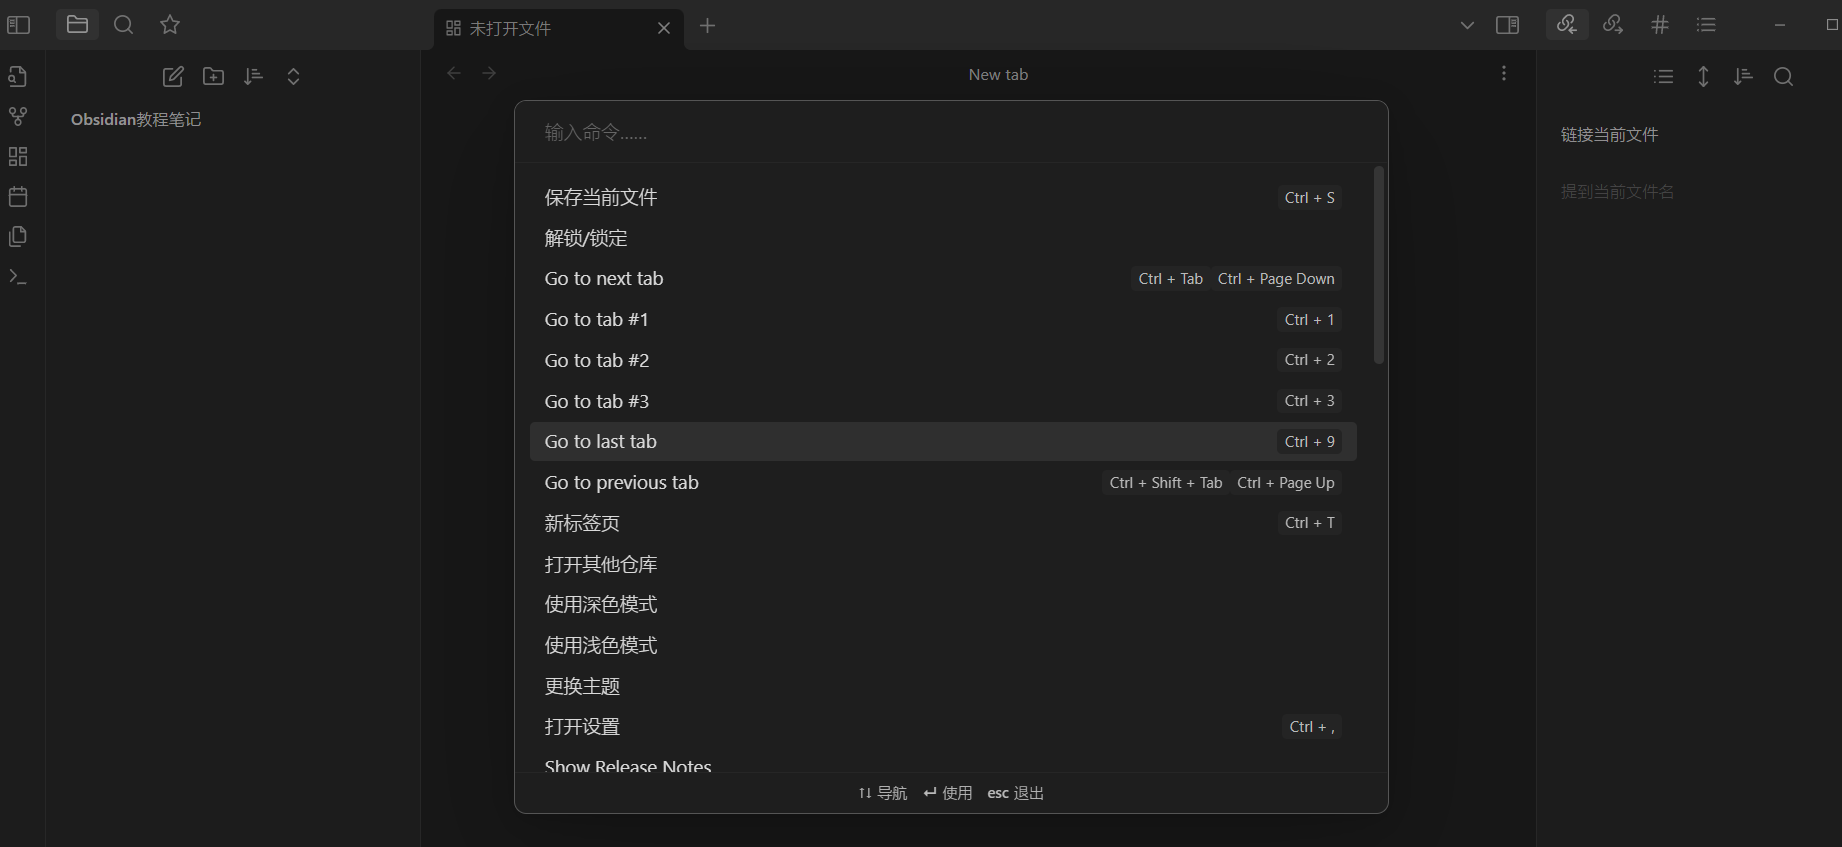 未打开文件
New tab
Obsidian教程笔记
输入命令......
保存当前文件 Ctrl + S
解锁/锁定
Go to next tab Ctrl + Tab Ctrl + Page Down
Go to tab #1 Ctrl + 1
Go to tab #2 Ctrl + 2
Go to tab #3 Ctrl + 3
Go to last tab Ctrl + 9
Go to previous tab Ctrl + Shift + Tab Ctrl + Page Up
新标签页 Ctrl + T
打开其他仓库
使用深色模式
使用浅色模式
更换主题
打开设置 Ctrl + ,
Show Release Notes
↑↓ 导航 ↵ 使用 esc 退出
链接当前文件
提到当前文件名